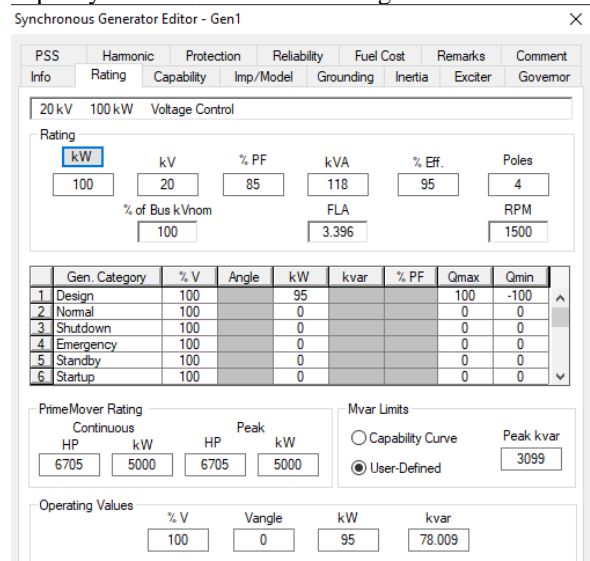 Synchronous Generator Editor - Gen1
PSS Harmonic Protection Reliability Fuel Cost Remarks Comment
Info Rating Capability Imp/Model Grounding Inertia Exciter Governor
20 kV 100 kW Voltage Control
Rating
kW kV % PF kVA % Eff. Poles
100 20 85 118 95 4
% of Bus kVnom FLA RPM
100 3.396 1500
Gen. Category % V Angle kW kvar % PF Qmax Qmin
1 Design 100 95 100 -100
2 Normal 100 0 0 0
3 Shutdown 100 0 0 0
4 Emergency 100 0 0 0
5 Standby 100 0 0 0
6 Startup 100 0 0 0
PrimeMover Rating Mvar Limits
Continuous Peak
HP kW HP kW Capability Curve Peak kvar
6705 5000 6705 5000 User-Defined 3099
Operating Values
% V Vangle kW kvar
100 0 95 78.009